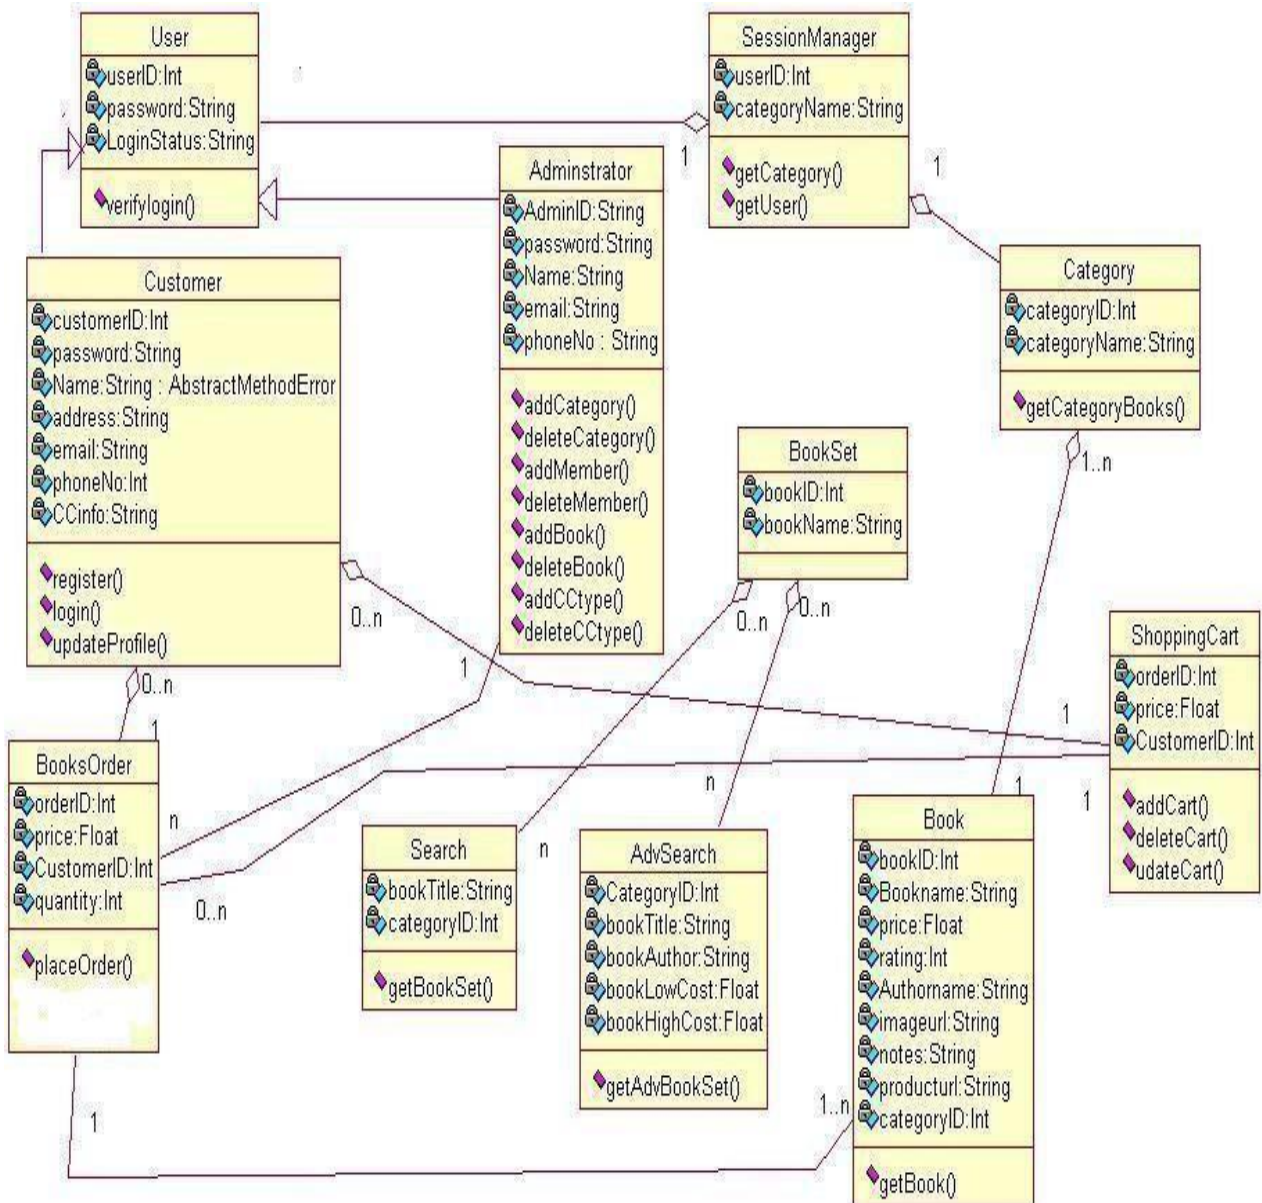 User
userID:Int
password:String
LoginStatus:String
verifylogin()
SessionManager
userID:Int
categoryName:String
getCategory()
getUser()
1
1
Adminstrator
AdminID:String
password:String
Name:String
email:String
phoneNo : String
addCategory()
deleteCategory()
addMember()
deleteMember()
addBook()
deleteBook()
addCCtype()
deleteCCtype()
Customer
customerID:Int
password:String
Name:String : AbstractMethodError
address:String
email:String
phoneNo:Int
CCinfo:String
register()
login()
updateProfile()
Category
categoryID:Int
categoryName:String
getCategoryBooks()
1..n
BookSet
bookID:Int
bookName:String
0..n
0..n
0..n
1
0..n
1
1
ShoppingCart
orderID:Int
price:Float
CustomerID:Int
addCart()
deleteCart()
udateCart()
1
1
BooksOrder
orderID:Int
price:Float
CustomerID:Int
quantity:Int
placeOrder()
n
0..n
1
Search
bookTitle:String
categoryID:Int
getBookSet()
n
AdvSearch
CategoryID:Int
bookTitle:String
bookAuthor:String
bookLowCost:Float
bookHighCost:Float
getAdvBookSet()
n
Book
bookID:Int
Bookname:String
price:Float
rating:Int
Authorname:String
imageurl:String
notes:String
producturl:String
categoryID:Int
getBook()
1..n